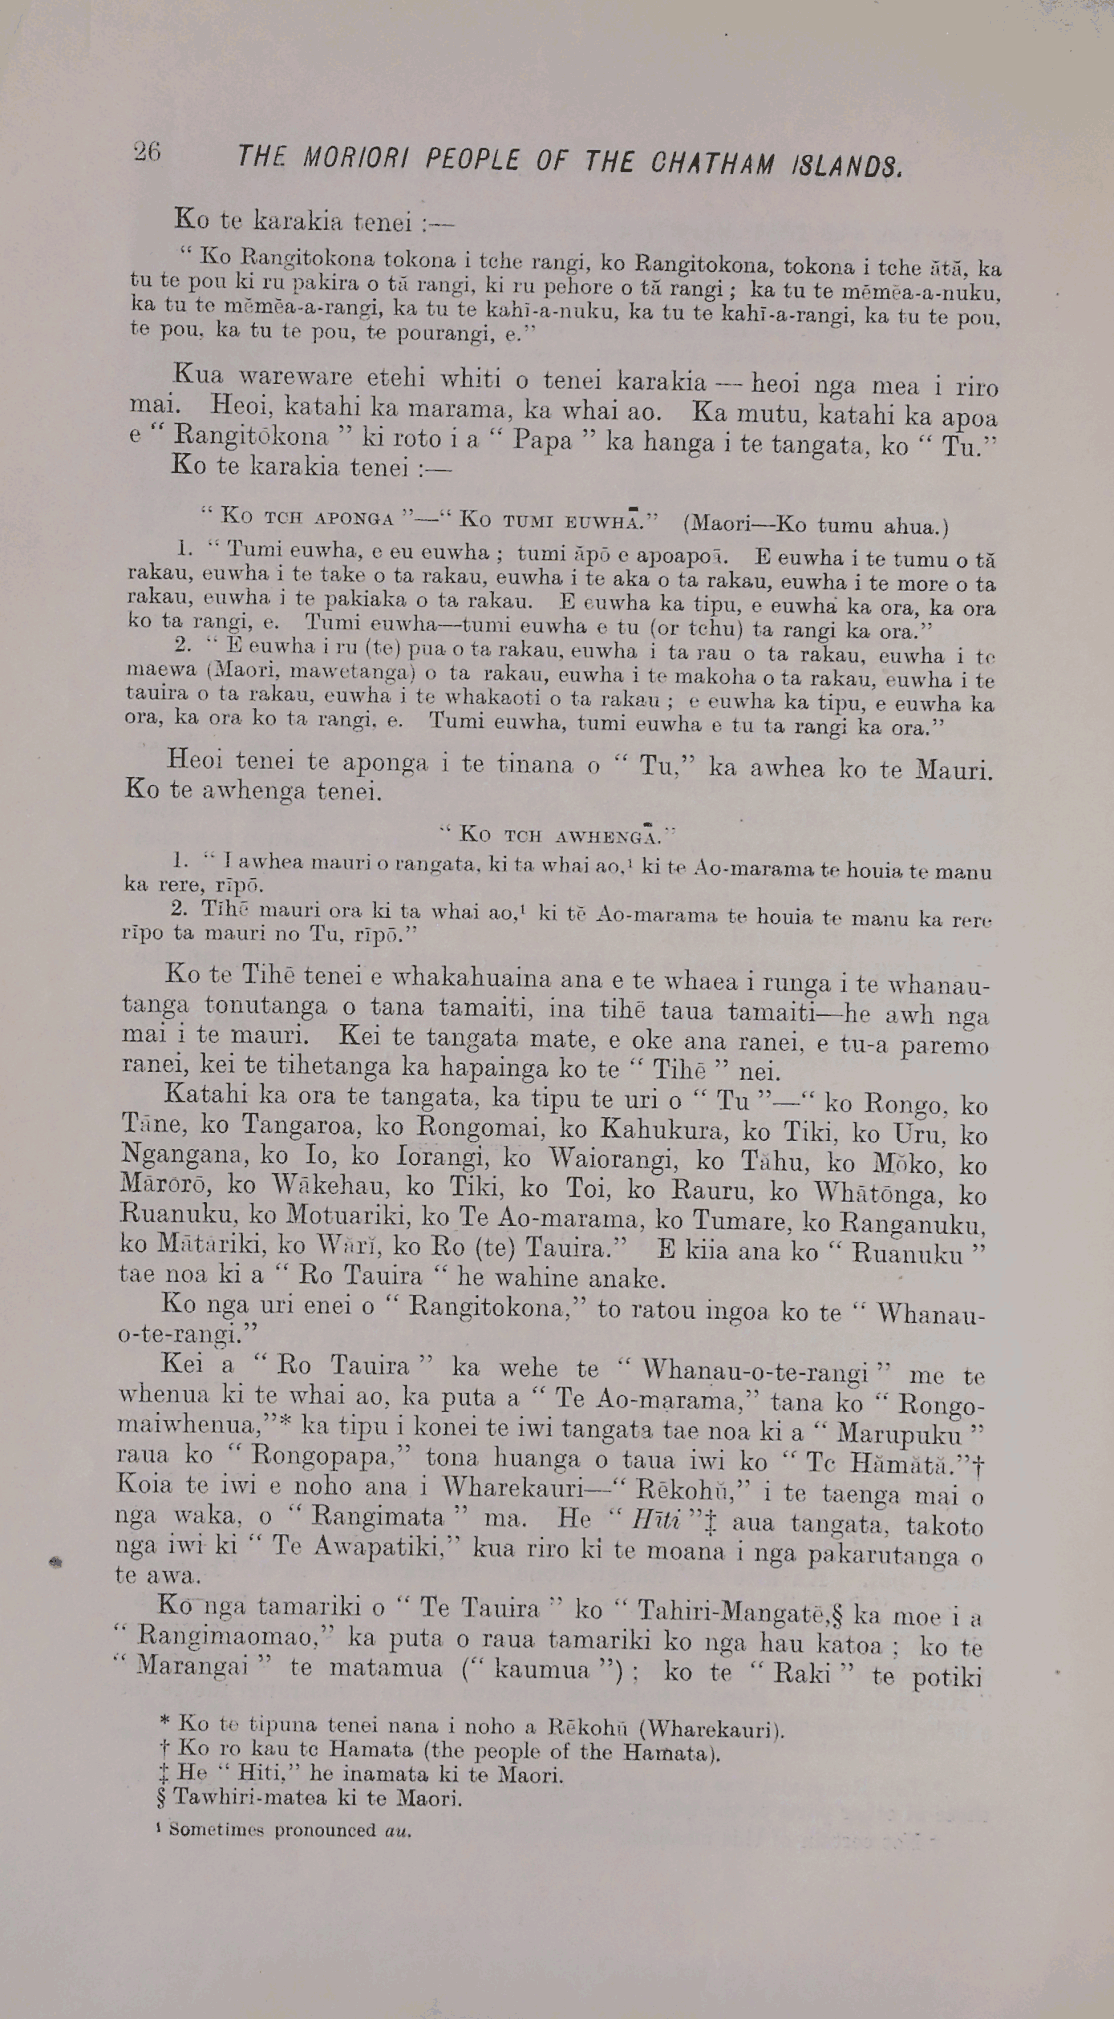 26 THE MORIORI PEOPLE OF THE CHATHAM ISLANDS.
Ko te karakia tenei :—
“ Ko Rangitokona tokona i tche rangi, ko Rangitokona, tokona i tche ătă, ka
tu te pou ki ru pakira o tă rangi, ki ru pehore o tă rangi ; ka tu te mēmĕa-a-nuku,
ka tu te mĕmĕa-a-rangi, ka tu te kahī-a-nuku, ka tu te kahī-a-rangi, ka tu te pou,
te pou, ka tu te pou, te pourangi, e.”
Kua wareware etehi whiti o tenei karakia — heoi nga mea i riro
mai. Heoi, katahi ka marama, ka whai ao. Ka mutu, katahi ka apoa
e “ Rangitōkona ” ki roto i a “ Papa ” ka hanga i te tangata, ko “ Tu.”
Ko te karakia tenei :—
“ Ko tch aponga ”—“ Ko tumi euwhā.” (Maori—Ko tumu ahua.)
1. “ Tumi euwha, e eu euwha ; tumi ăpō e apoapoī. E euwha i te tumu o tă
rakau, euwha i te take o ta rakau, euwha i te aka o ta rakau, euwha i te more o ta
rakau, euwha i te pakiaka o ta rakau. E euwha ka tipu, e euwha ka ora, ka ora
ko ta rangi, e. Tumi euwha—tumi euwha e tu (or tchu) ta rangi ka ora.”
2. “ E euwha i ru (te) pua o ta rakau, euwha i ta rau o ta rakau, euwha i te
maewa (Maori, mawetanga) o ta rakau, euwha i te makoha o ta rakau, euwha i te
tauira o ta rakau, euwha i te whakaoti o ta rakau ; e euwha ka tipu, e euwha ka
ora, ka ora ko ta rangi, e. Tumi euwha, tumi euwha e tu ta rangi ka ora.”
Heoi tenei te aponga i te tinana o “ Tu,” ka awhea ko te Mauri.
Ko te awhenga tenei.
“ Ko tch awhengā.”
1. “ I awhea mauri o rangata, ki ta whai ao,¹ ki te Ao-marama te houia te manu
ka rere, rīpō.
2. Tihē mauri ora ki ta whai ao,¹ ki tĕ Ao-marama te houia te manu ka rere
rīpo ta mauri no Tu, rīpō.”
Ko te Tihē tenei e whakahuaina ana e te whaea i runga i te whanau-
tanga tonutanga o tana tamaiti, ina tihē taua tamaiti—he awh nga
mai i te mauri. Kei te tangata mate, e oke ana ranei, e tu-a paremo
ranei, kei te tihetanga ka hapainga ko te “ Tihē ” nei.
Katahi ka ora te tangata, ka tipu te uri o “ Tu ”—“ ko Rongo, ko
Tāne, ko Tangaroa, ko Rongomai, ko Kahukura, ko Tiki, ko Uru, ko
Ngangana, ko Io, ko Iorangi, ko Waiorangi, ko Tăhu, ko Mŏko, ko
Mārorō, ko Wākehau, ko Tiki, ko Toi, ko Rauru, ko Whātōnga, ko
Ruanuku, ko Motuariki, ko Te Ao-marama, ko Tumare, ko Ranganuku,
ko Mātăriki, ko Wărĭ, ko Ro (te) Tauira.” E kiia ana ko “ Ruanuku ”
tae noa ki a “ Ro Tauira “ he wahine anake.
Ko nga uri enei o “ Rangitokona,” to ratou ingoa ko te “ Whanau-
o-te-rangi.”
Kei a “ Ro Tauira ” ka wehe te “ Whanau-o-te-rangi ” me te
whenua ki te whai ao, ka puta a “ Te Ao-marama,” tana ko “ Rongo-
maiwhenua,”* ka tipu i konei te iwi tangata tae noa ki a “ Marupuku ”
raua ko “ Rongopapa,” tona huanga o taua iwi ko “ Te Hămătă.”†
Koia te iwi e noho ana i Wharekauri—“ Rēkohŭ,” i te taenga mai o
nga waka, o “ Rangimata ” ma. He “ Hīti ”‡ aua tangata, takoto
nga iwi ki “ Te Awapatiki,” kua riro ki te moana i nga pakarutanga o
te awa.
Ko nga tamariki o “ Te Tauira ” ko “ Tahiri-Mangatē,§ ka moe i a
“ Rangimaomao,” ka puta o raua tamariki ko nga hau katoa ; ko te
“ Marangai ” te matamua (“ kaumua ”) ; ko te “ Raki ” te potiki
* Ko te tipuna tenei nana i noho a Rēkohŭ (Wharekauri).
† Ko ro kau te Hamata (the people of the Hamata).
‡ He “ Hiti,” he inamata ki te Maori.
§ Tawhiri-matea ki te Maori.
¹ Sometimes pronounced au.